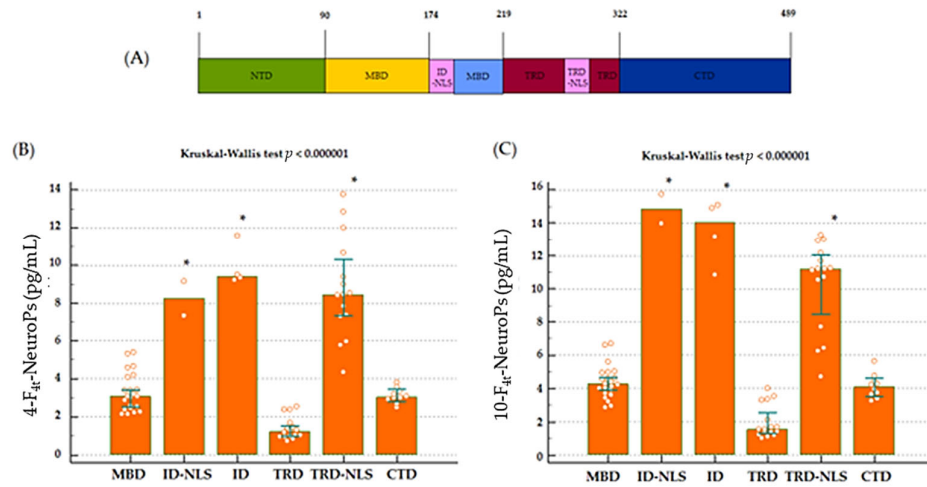 1 90 174 219 322 489
(A)
NTD MBD ID
-NLS MBD TRD TRD
-NLS TRD CTD
(B)
Kruskal-Wallis test p < 0.000001
4-F4t-NeuroPs (pg/mL)
14
12
10
8
6
4
2
0
* * *
MBD ID-NLS ID TRD TRD-NLS CTD
(C)
Kruskal-Wallis test p < 0.000001
10-F4t-NeuroPs (pg/mL)
16
14
12
10
8
6
4
2
0
* * *
MBD ID-NLS ID TRD TRD-NLS CTD